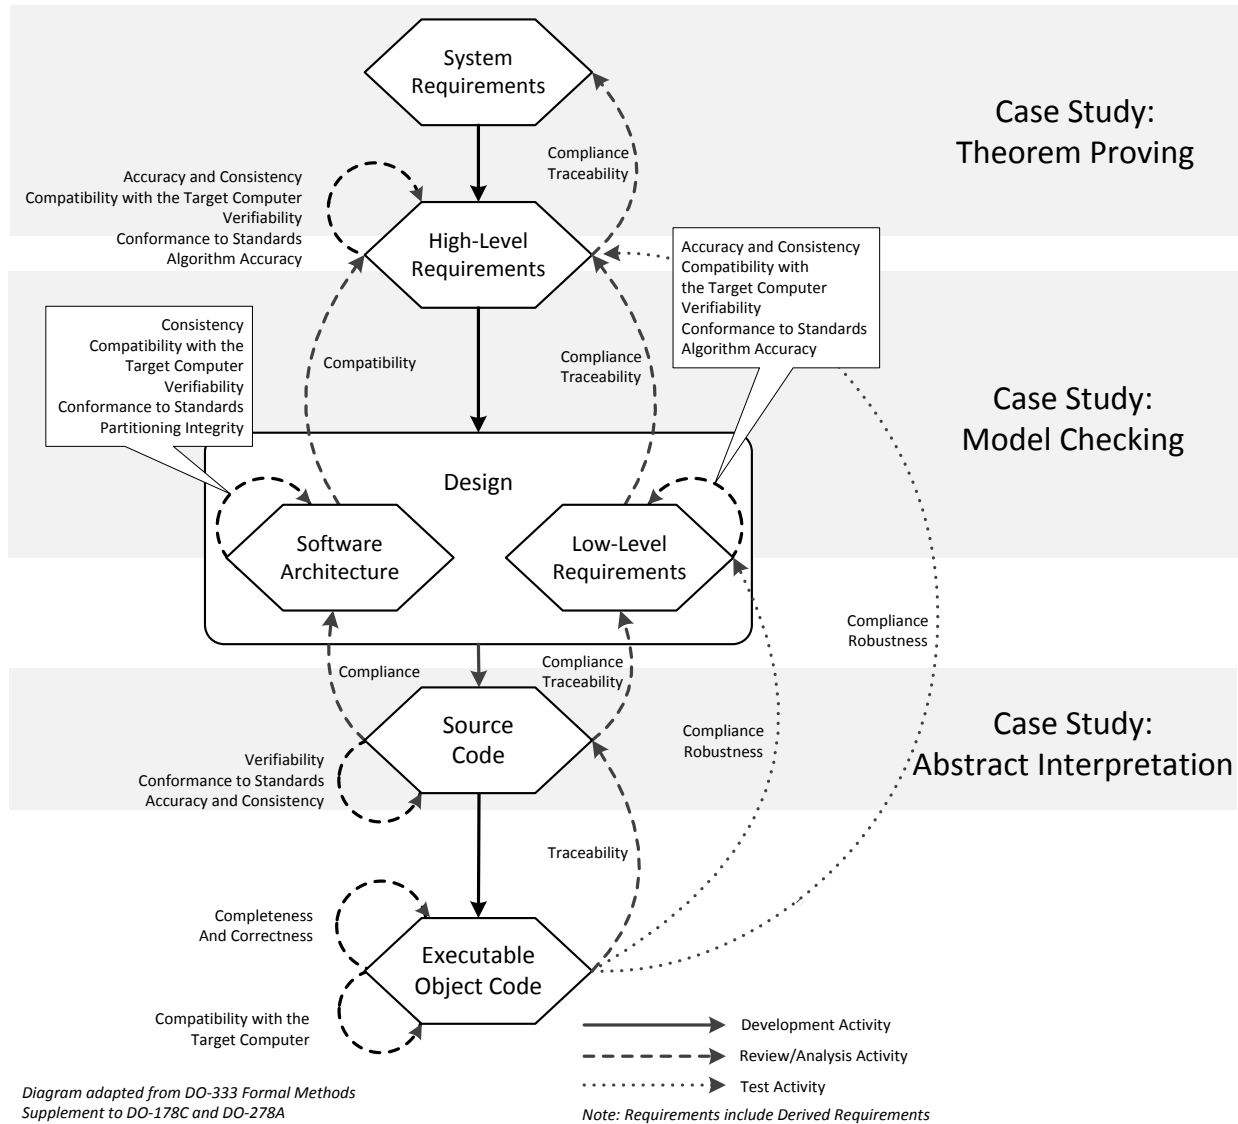 System
Requirements
Case Study:
Theorem Proving
Compliance
Traceability
Accuracy and Consistency
Compatibility with the Target Computer
Verifiability
Conformance to Standards
Algorithm Accuracy
High-Level
Requirements
Accuracy and Consistency
Compatibility with
the Target Computer
Verifiability
Conformance to Standards
Algorithm Accuracy
Consistency
Compatibility with the
Target Computer
Verifiability
Conformance to Standards
Partitioning Integrity
Compatibility
Compliance
Traceability
Case Study:
Model Checking
Design
Software
Architecture
Low-Level
Requirements
Compliance
Robustness
Compliance
Compliance
Traceability
Source
Code
Compliance
Robustness
Case Study:
Abstract Interpretation
Verifiability
Conformance to Standards
Accuracy and Consistency
Traceability
Completeness
And Correctness
Executable
Object Code
Compatibility with the
Target Computer
Development Activity
Review/Analysis Activity
Test Activity
Diagram adapted from DO-333 Formal Methods
Supplement to DO-178C and DO-278A
Note: Requirements include Derived Requirements